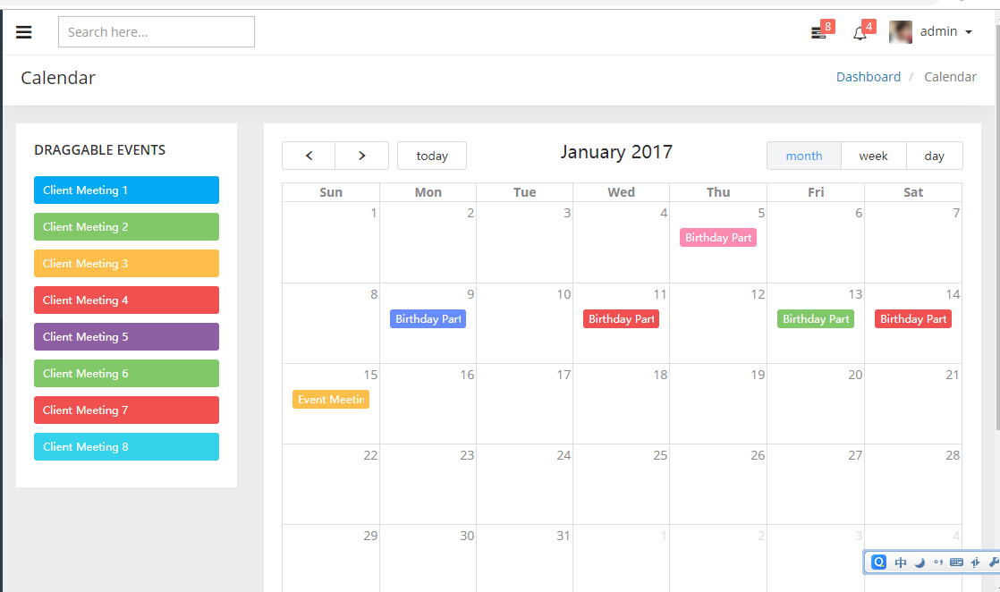 Search here...
8
4
admin
Calendar
Dashboard / Calendar
DRAGGABLE EVENTS
Client Meeting 1
Client Meeting 2
Client Meeting 3
Client Meeting 4
Client Meeting 5
Client Meeting 6
Client Meeting 7
Client Meeting 8
today
January 2017
month week day
Sun Mon Tue Wed Thu Fri Sat
1 2 3 4 5 6 7
Birthday Part
8 9 10 11 12 13 14
Birthday Part Birthday Part Birthday Part Birthday Part
15 16 17 18 19 20 21
Event Meetin
22 23 24 25 26 27 28
29 30 31 1 2 3 4
中